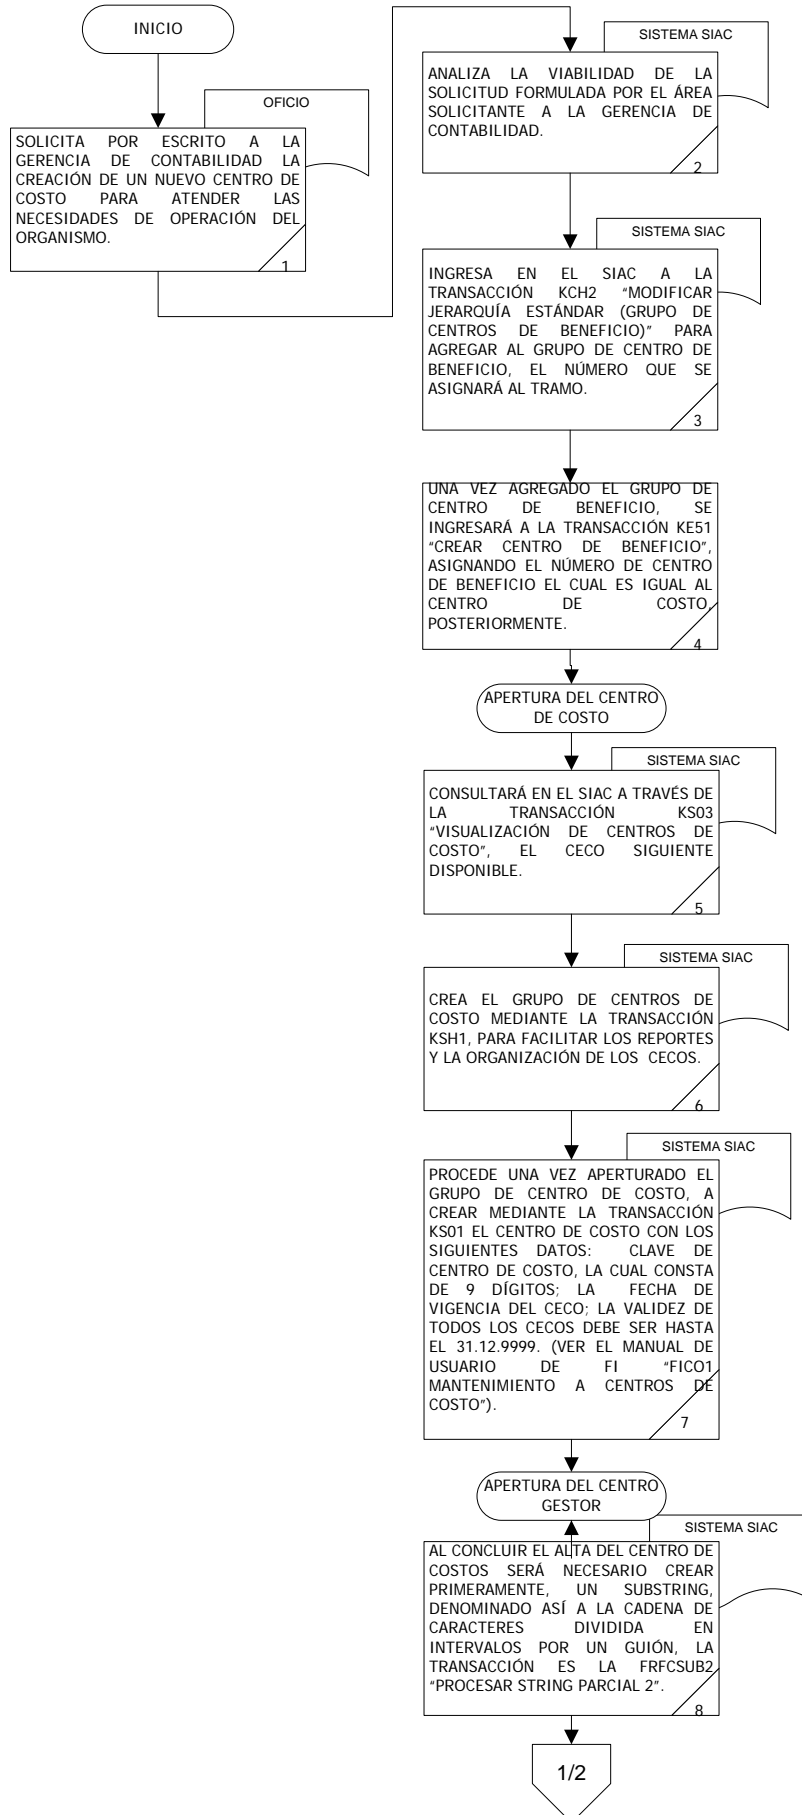 INICIO
OFICIO
SOLICITA POR ESCRITO A LA
GERENCIA DE CONTABILIDAD LA
CREACIÓN DE UN NUEVO CENTRO DE
COSTO PARA ATENDER LAS
NECESIDADES DE OPERACIÓN DEL
ORGANISMO.
1
SISTEMA SIAC
ANALIZA LA VIABILIDAD DE LA
SOLICITUD FORMULADA POR EL ÁREA
SOLICITANTE A LA GERENCIA DE
CONTABILIDAD.
2
SISTEMA SIAC
INGRESA EN EL SIAC A LA
TRANSACCIÓN KCH2 "MODIFICAR
JERARQUÍA ESTÁNDAR (GRUPO DE
CENTROS DE BENEFICIO)" PARA
AGREGAR AL GRUPO DE CENTRO DE
BENEFICIO, EL NÚMERO QUE SE
ASIGNARÁ AL TRAMO.
3
UNA VEZ AGREGADO EL GRUPO DE
CENTRO DE BENEFICIO, SE
INGRESARÁ A LA TRANSACCIÓN KE51
"CREAR CENTRO DE BENEFICIO",
ASIGNANDO EL NÚMERO DE CENTRO
DE BENEFICIO EL CUAL ES IGUAL AL
CENTRO DE COSTO,
POSTERIORMENTE.
4
APERTURA DEL CENTRO
DE COSTO
SISTEMA SIAC
CONSULTARÁ EN EL SIAC A TRAVÉS DE
LA TRANSACCIÓN KS03
"VISUALIZACIÓN DE CENTROS DE
COSTO", EL CECO SIGUIENTE
DISPONIBLE.
5
SISTEMA SIAC
CREA EL GRUPO DE CENTROS DE
COSTO MEDIANTE LA TRANSACCIÓN
KSH1, PARA FACILITAR LOS REPORTES
Y LA ORGANIZACIÓN DE LOS CECOS.
6
SISTEMA SIAC
PROCEDE UNA VEZ APERTURADO EL
GRUPO DE CENTRO DE COSTO, A
CREAR MEDIANTE LA TRANSACCIÓN
KS01 EL CENTRO DE COSTO CON LOS
SIGUIENTES DATOS: CLAVE DE
CENTRO DE COSTO, LA CUAL CONSTA
DE 9 DÍGITOS; LA FECHA DE
VIGENCIA DEL CECO; LA VALIDEZ DE
TODOS LOS CECOS DEBE SER HASTA
EL 31.12.9999. (VER EL MANUAL DE
USUARIO DE FI "FICO1
MANTENIMIENTO A CENTROS DE
COSTO").
7
APERTURA DEL CENTRO
GESTOR
SISTEMA SIAC
AL CONCLUIR EL ALTA DEL CENTRO DE
COSTOS SERÁ NECESARIO CREAR
PRIMERAMENTE, UN SUBSTRING,
DENOMINADO ASÍ A LA CADENA DE
CARACTERES DIVIDIDA EN
INTERVALOS POR UN GUIÓN, LA
TRANSACCIÓN ES LA FRFCSUB2
"PROCESAR STRING PARCIAL 2".
8
1/2